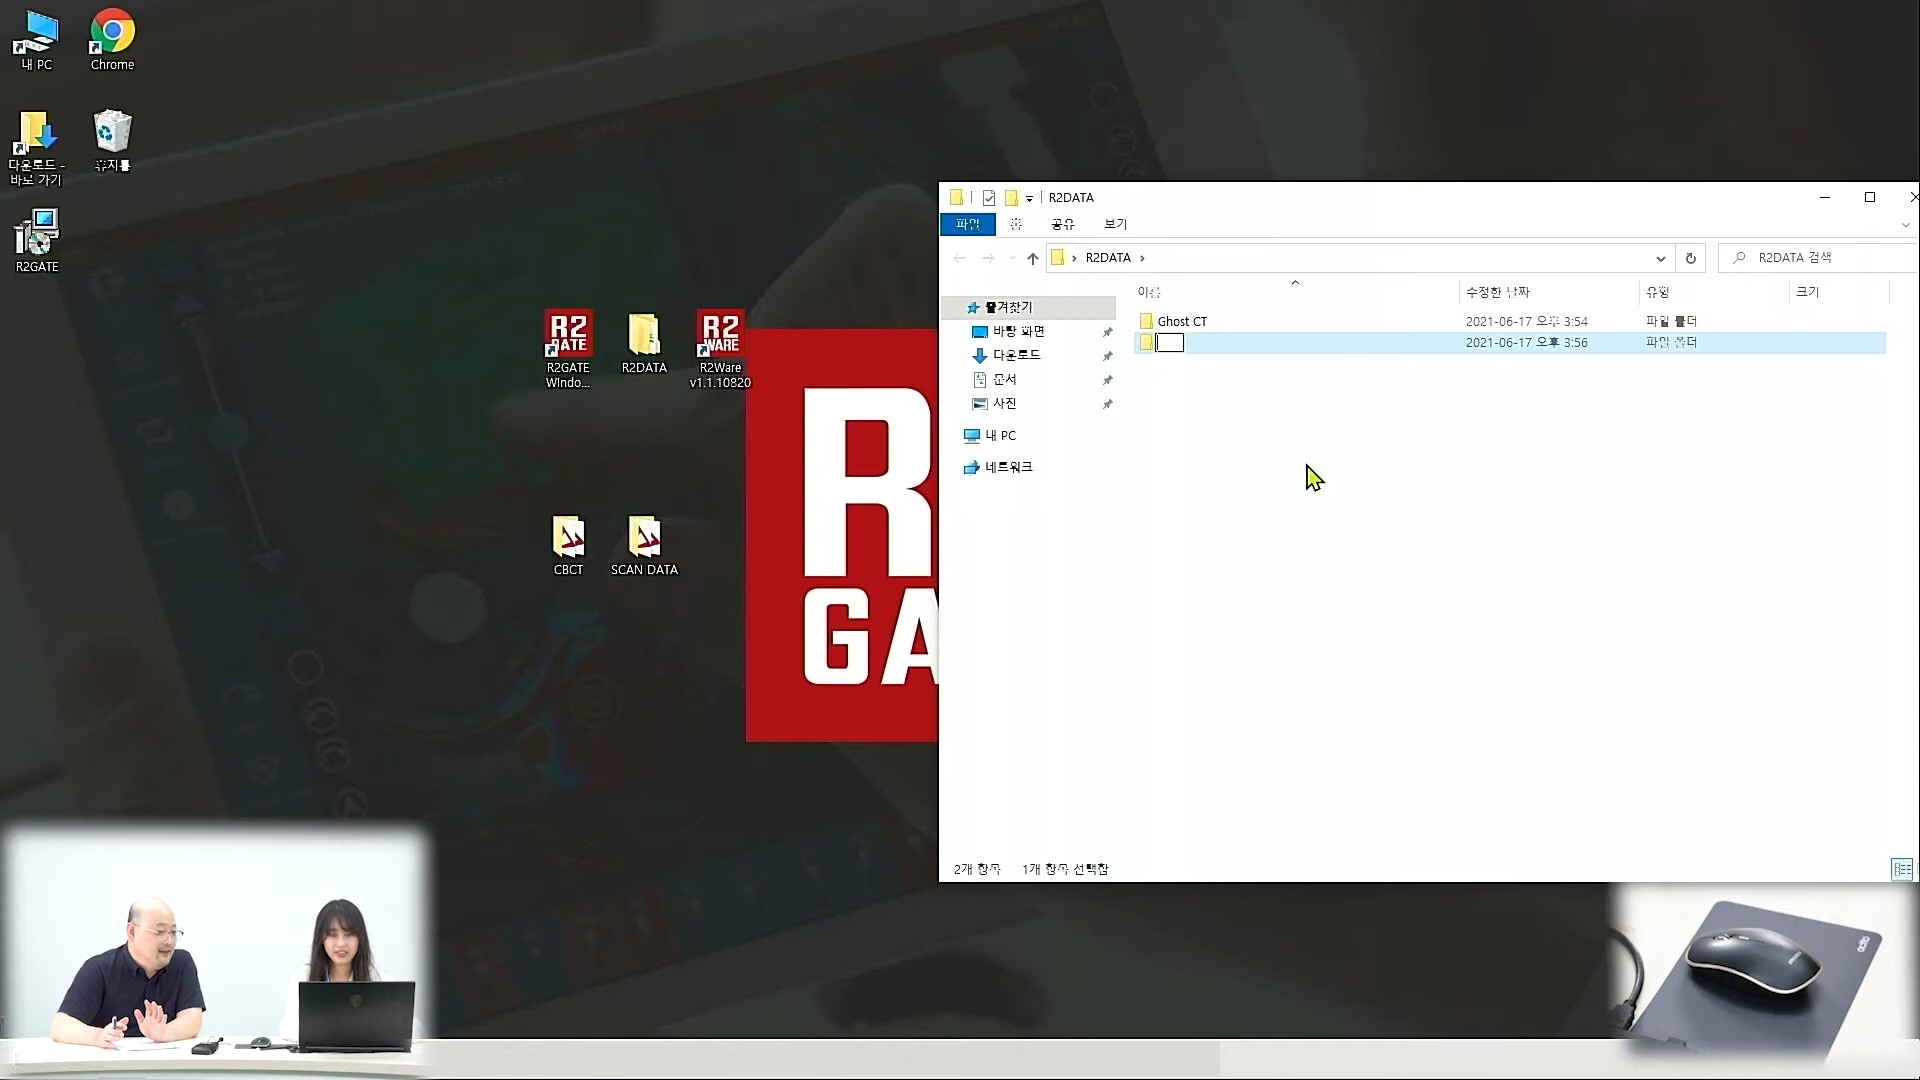 내 PC
Chrome
다운로드 -
바로 가기
휴지통
R2GATE
R2
GATE
R2GATE
Windo...
R2DATA
R2
WARE
R2Ware
v1.1.10820
CBCT
SCAN DATA
R
GA
R2DATA
파일
홈
공유
보기
R2DATA
R2DATA 검색
이름
수정한 날짜
유형
크기
즐겨찾기
바탕 화면
다운로드
문서
사진
내 PC
네트워크
Ghost CT
2021-06-17 오후 3:54
파일 폴더
2021-06-17 오후 3:56
파일 폴더
2개 항목
1개 항목 선택함